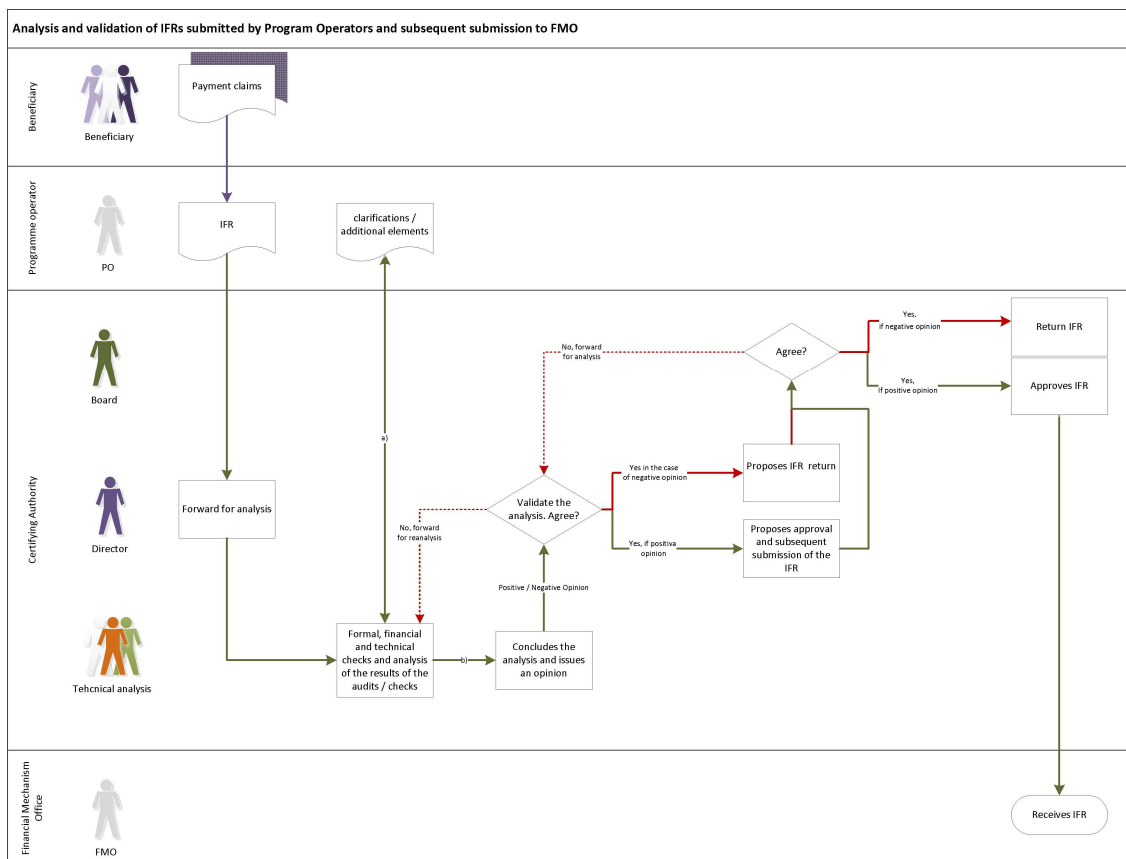 Analysis and validation of IFRs submitted by Program Operators and subsequent submission to FMO
Beneficiary
Beneficiary
Payment claims
Programme operator
PO
IFR
clarifications /
additional elements
Certifying Authority
Board
No, forward
for analysis
Agree?
Yes,
if negative opinion
Return IFR
Yes,
If positive opinion
Approves IFR
a)
Director
Forward for analysis
No, forward
for reanalysis
Validate the
analysis. Agree?
Yes in the case
of negative opinion
Proposes IFR return
Yes, if positiva
opinion
Proposes approval
and subsequent
submission of the
IFR
Positive / Negative Opinion
Tehcnical analysis
Formal, financial
and technical
checks and analysis
of the results of the
audits / checks
b)
Concludes the
analysis and issues
an opinion
Financial Mechanism
Office
FMO
Receives IFR